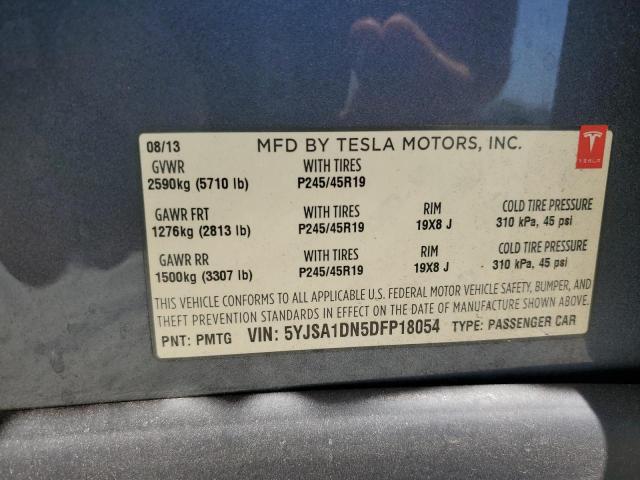 08/13 MFD BY TESLA MOTORS, INC.
TESLA
GVWR WITH TIRES
2590kg (5710 lb) P245/45R19
GAWR FRT WITH TIRES RIM COLD TIRE PRESSURE
1276kg (2813 lb) P245/45R19 19X8 J 310 kPa, 45 psi
GAWR RR WITH TIRES RIM COLD TIRE PRESSURE
1500kg (3307 lb) P245/45R19 19X8 J 310 kPa, 45 psi
THIS VEHICLE CONFORMS TO ALL APPLICABLE U.S. FEDERAL MOTOR VEHICLE SAFETY, BUMPER, AND
THEFT PREVENTION STANDARDS IN EFFECT ON THE DATE OF MANUFACTURE SHOWN ABOVE.
PNT: PMTG VIN: 5YJSA1DN5DFP18054 TYPE: PASSENGER CAR